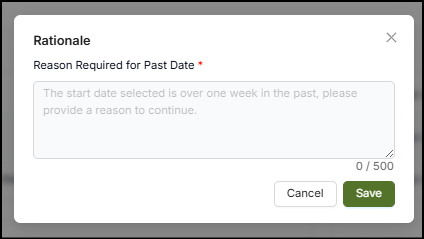 Rationale
Reason Required for Past Date *
The start date selected is over one week in the past, please
provide a reason to continue.
0 / 500
Cancel Save